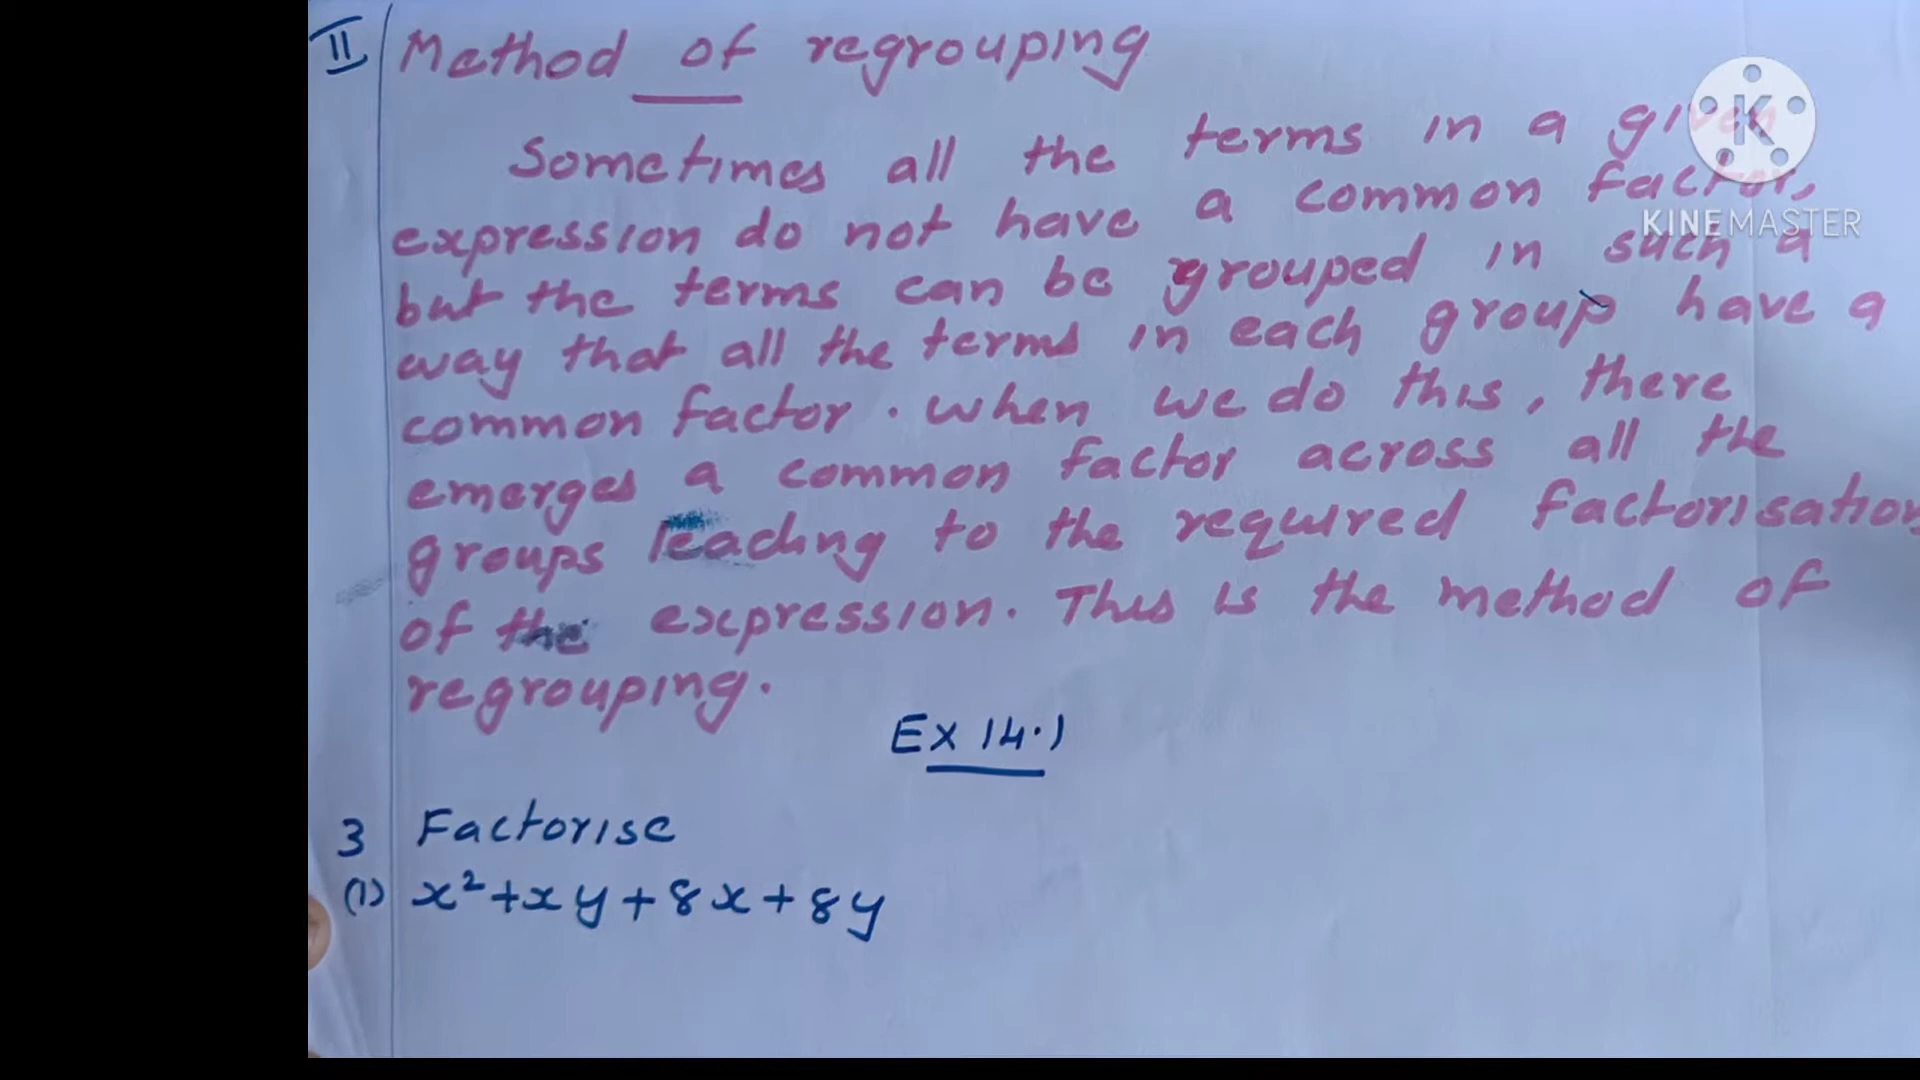 II Method of regrouping
Sometimes all the terms in a given
expression do not have a common factor,
but the terms can be grouped in such a
way that all the terms in each group have a
common factor. When we do this, there
emerges a common factor across all the
groups leading to the required factorisation
of the expression. This is the method of
regrouping.
Ex 14.1
3 Factorise
(1) x²+xy+8x+8y
K
KINEMASTER